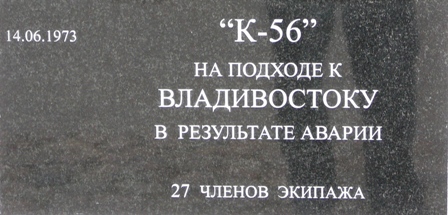 14.06.1973 “К-56”
НА ПОДХОДЕ К
ВЛАДИВОСТОКУ
В РЕЗУЛЬТАТЕ АВАРИИ
27 ЧЛЕНОВ ЭКИПАЖА